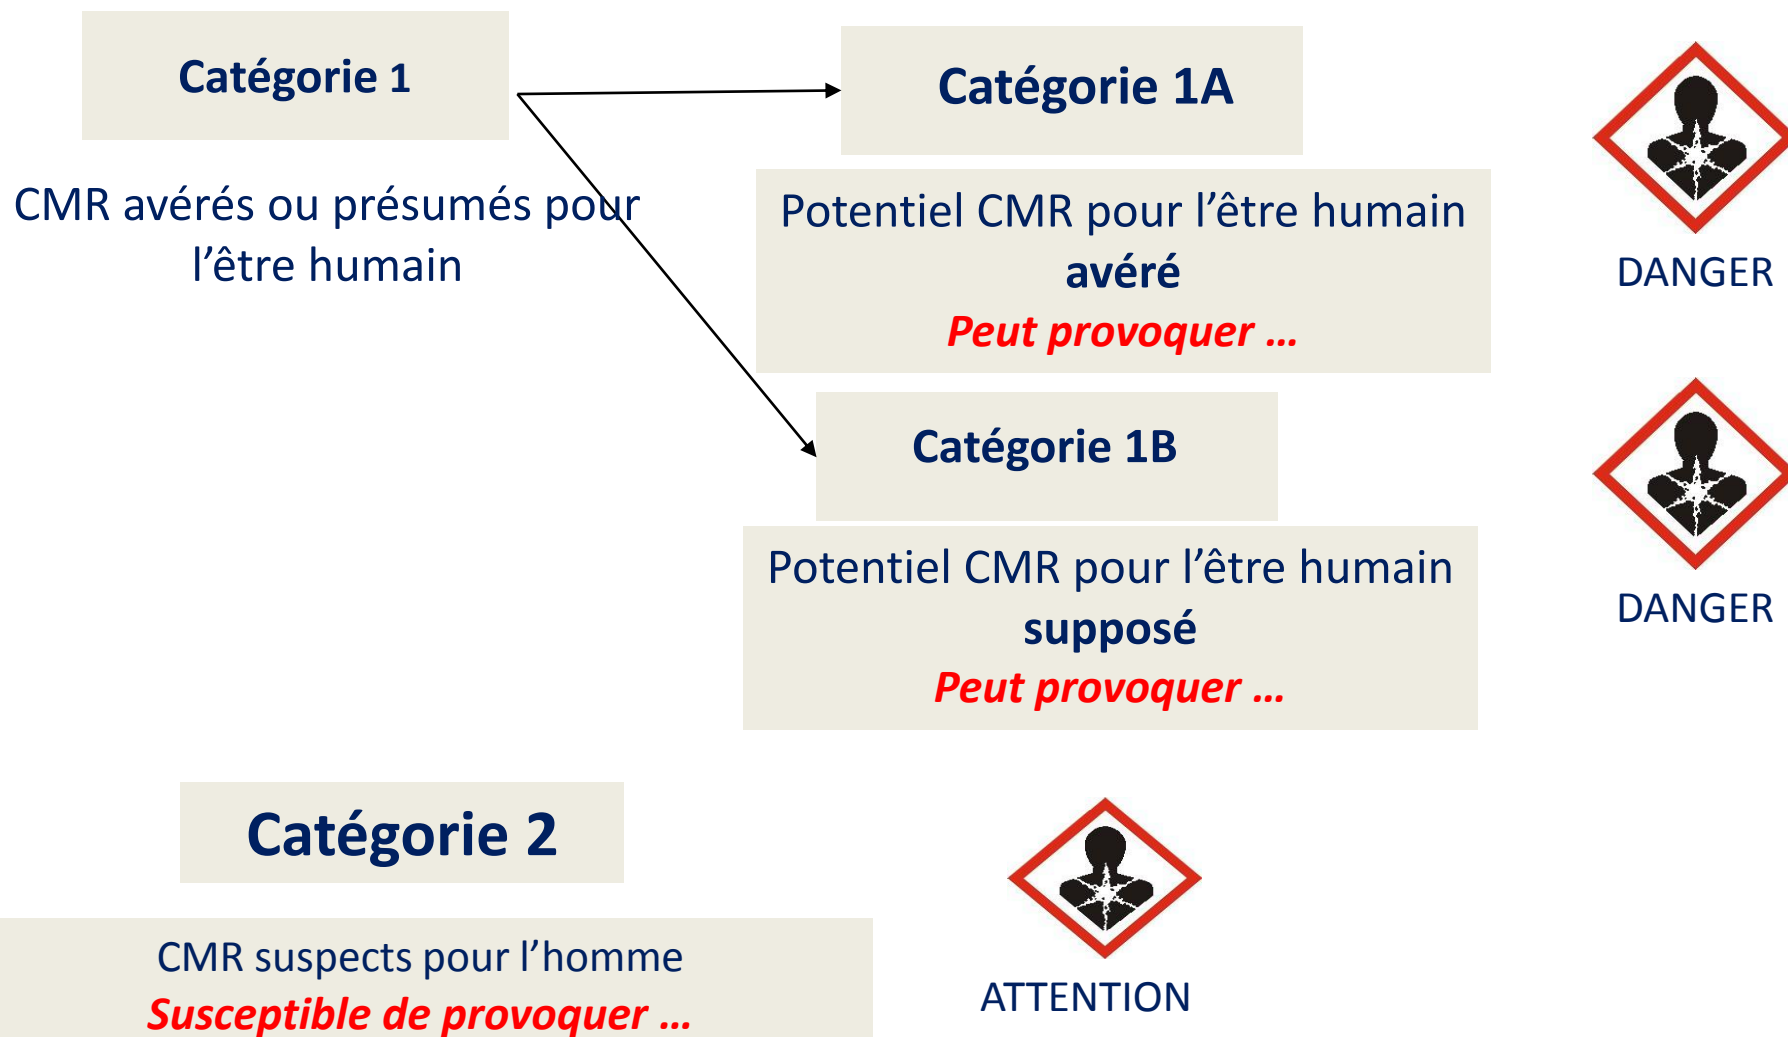 Catégorie 1
CMR avérés ou présumés pour
l’être humain
Catégorie 1A
Potentiel CMR pour l’être humain
avéré
Peut provoquer …
DANGER
Catégorie 1B
Potentiel CMR pour l’être humain
supposé
Peut provoquer …
DANGER
Catégorie 2
CMR suspects pour l’homme
Susceptible de provoquer …
ATTENTION